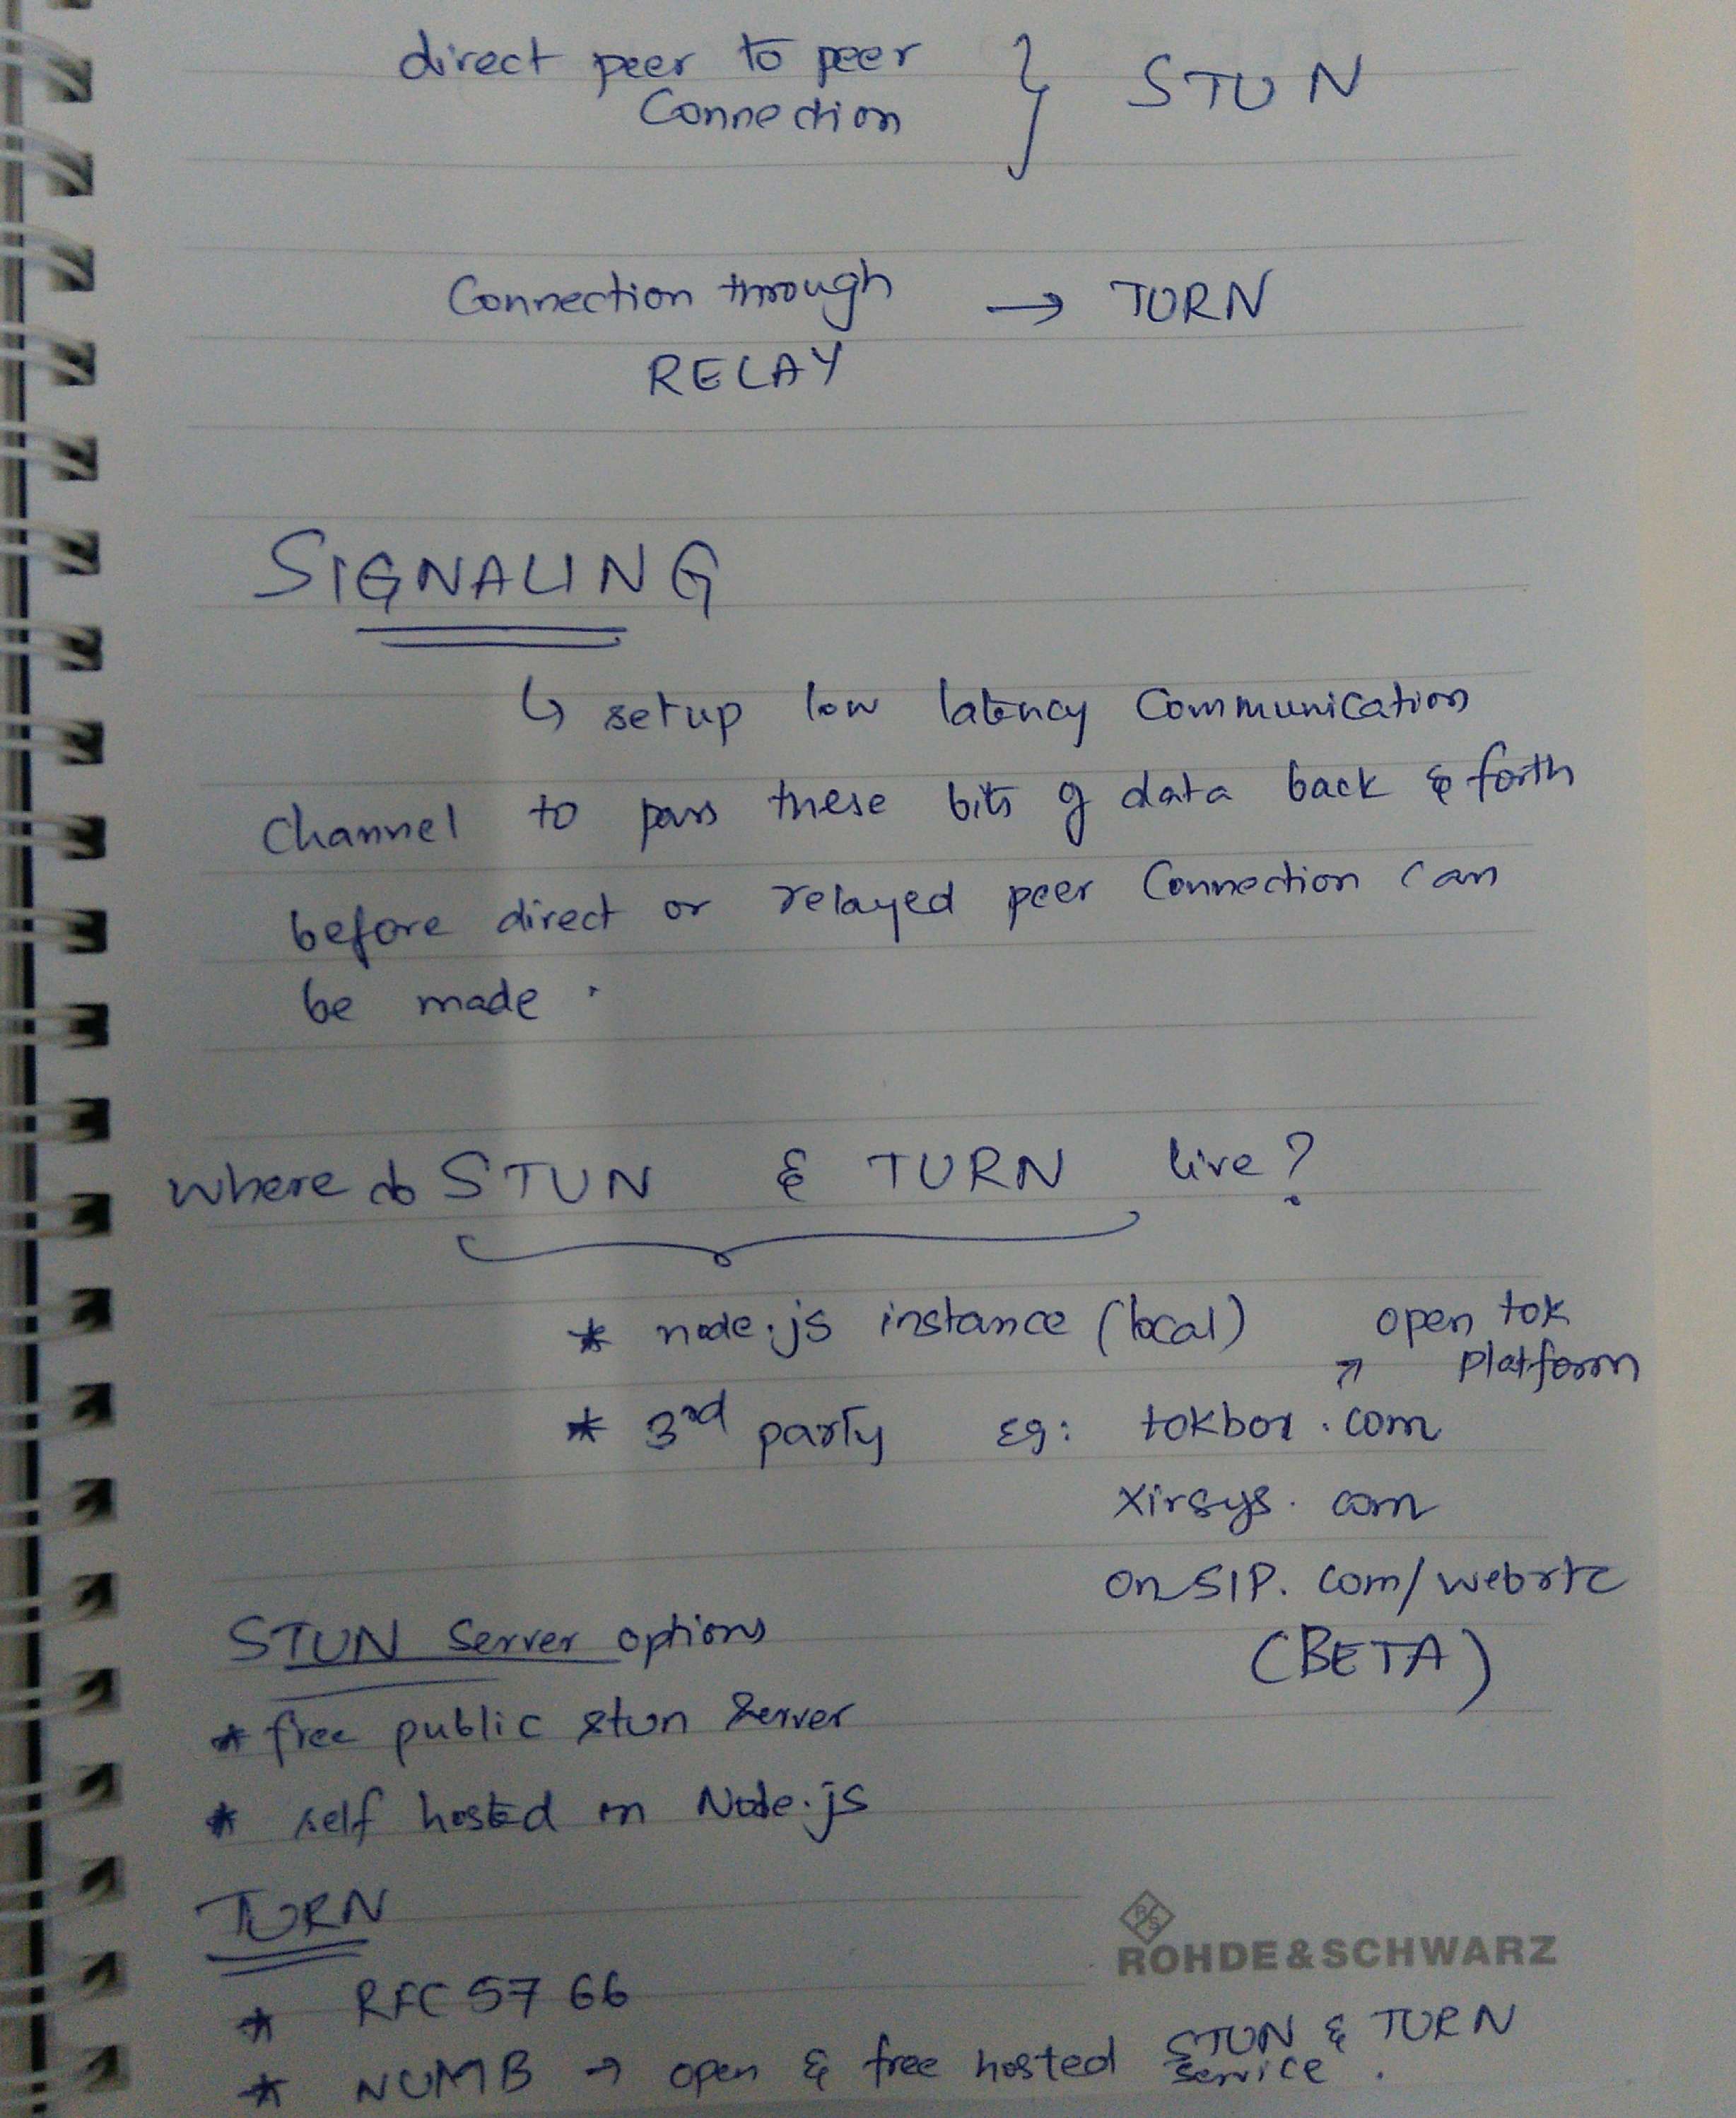 direct peer to peer } STUN
Connection
Connection through → TURN
RELAY
SIGNALING
↳ setup low latency Communication
Channel to pass these bits of data back & forth
before direct or relayed peer Connection can
be made.
Where do STUN & TURN live?
* node.js instance (local)
open tok
platform
* 3rd party Eg: ↗ tokbox.com
xirsys.com
onSIP.com/webrtc
(BETA)
STUN Server options
* free public stun Server
* self hosted on Node.js
TURN
R&S
ROHDE&SCHWARZ
* RFC 5766
* NUMB → open & free hosted STUN & TURN
service.